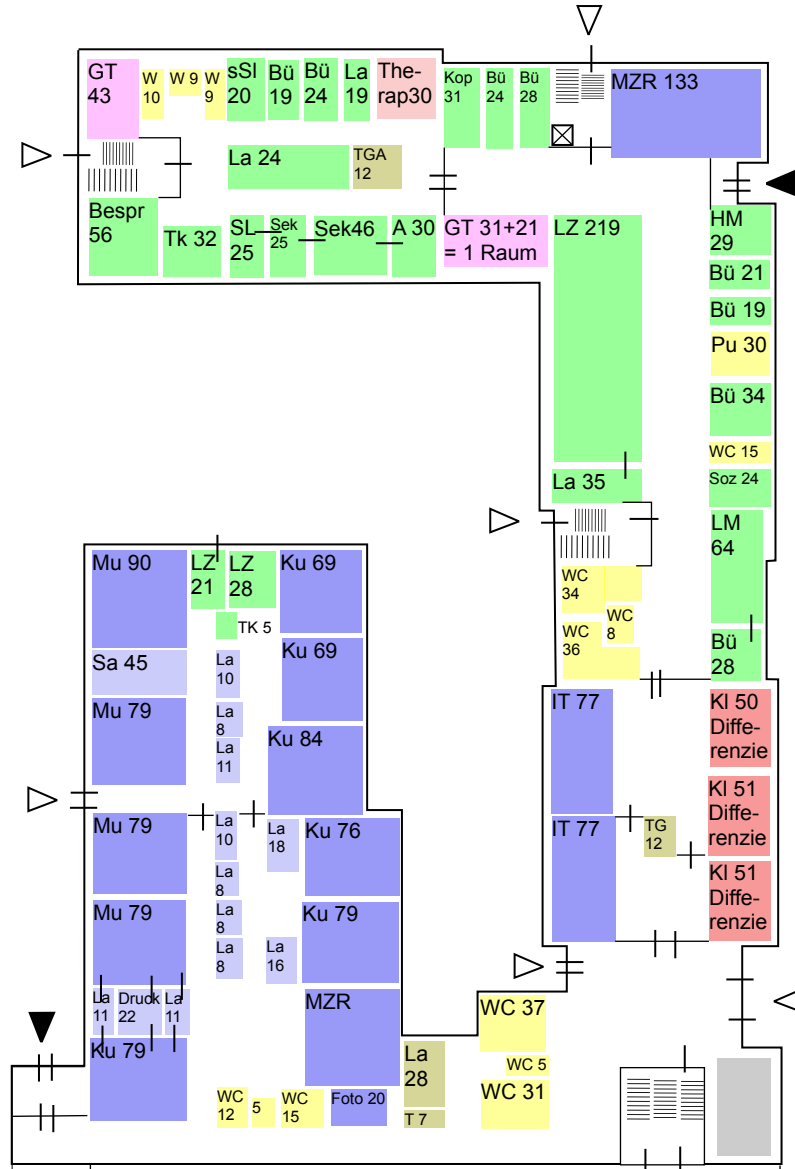 GT
43
W
10
W 9
W
9
sSl
20
Bü
19
Bü
24
La
19
The-
rap30
Kop
31
Bü
24
Bü
28
MZR 133
La 24
TGA
12
Bespr
56
Tk 32
SL
25
Sek
25
Sek46
A 30
GT 31+21
= 1 Raum
LZ 219
HM
29
Bü 21
Bü 19
Pu 30
Bü 34
WC 15
Soz 24
La 35
LM
64
WC
34
WC
8
WC
36
Bü
28
Mu 90
LZ
21
LZ
28
Ku 69
TK 5
Sa 45
La
10
Ku 69
Mu 79
La
8
La
11
Ku 84
IT 77
Kl 50
Diffe-
renzie
Kl 51
Diffe-
renzie
IT 77
TG
12
Kl 51
Diffe-
renzie
Mu 79
La
10
La
18
Ku 76
La
8
Mu 79
La
8
Ku 79
La
8
La
16
La
11
Druck
22
La
11
MZR
WC 37
Ku 79
La
28
WC 5
WC
12
5
WC
15
Foto 20
T 7
WC 31